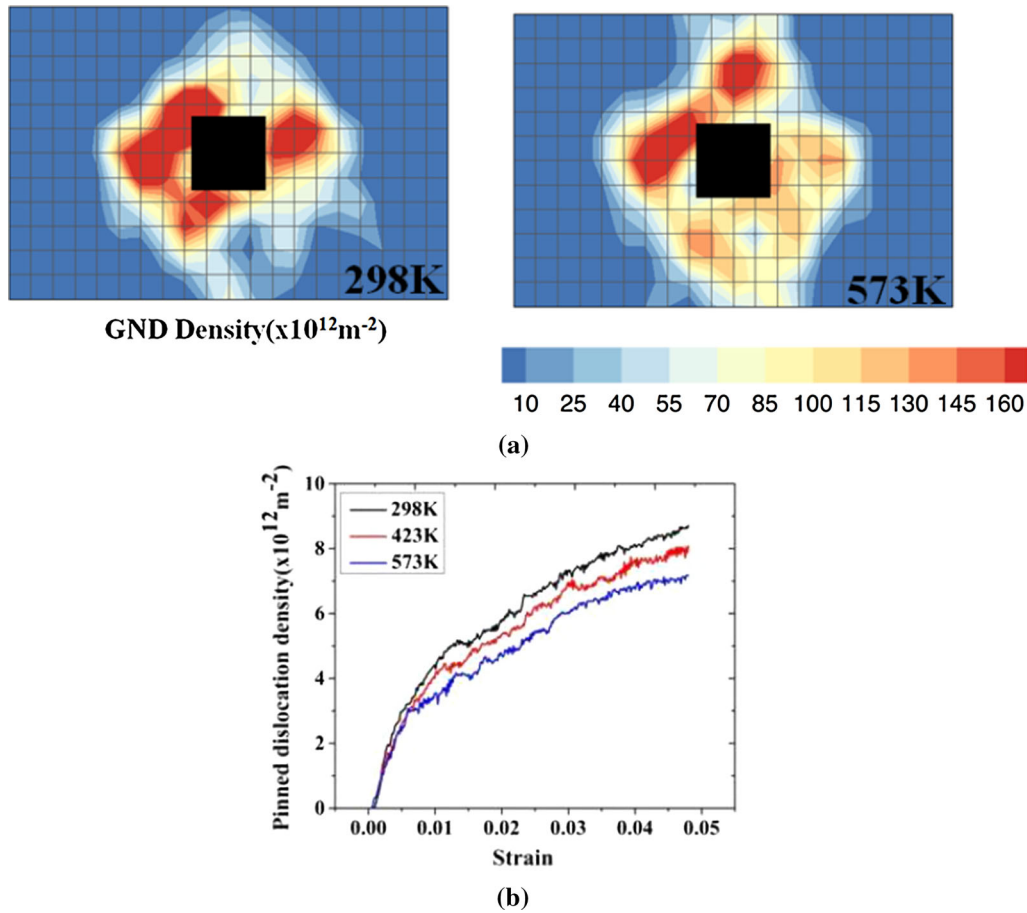 298K
573K
GND Density(x10¹²m⁻²)
10 25 40 55 70 85 100 115 130 145 160
(a)
Pinned dislocation density(x10¹²m⁻²)
10
8
6
4
2
0
298K
423K
573K
0.00 0.01 0.02 0.03 0.04 0.05
Strain
(b)